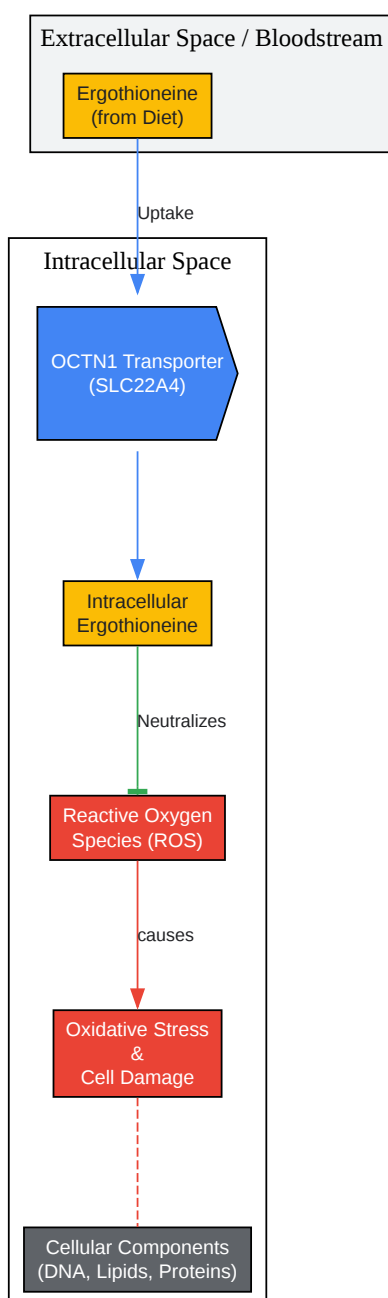 Extracellular Space / Bloodstream
Ergothioneine
(from Diet)
Uptake
Intracellular Space
OCTN1 Transporter
(SLC22A4)
Intracellular
Ergothioneine
Neutralizes
Reactive Oxygen
Species (ROS)
causes
Oxidative Stress
&
Cell Damage
Cellular Components
(DNA, Lipids, Proteins)